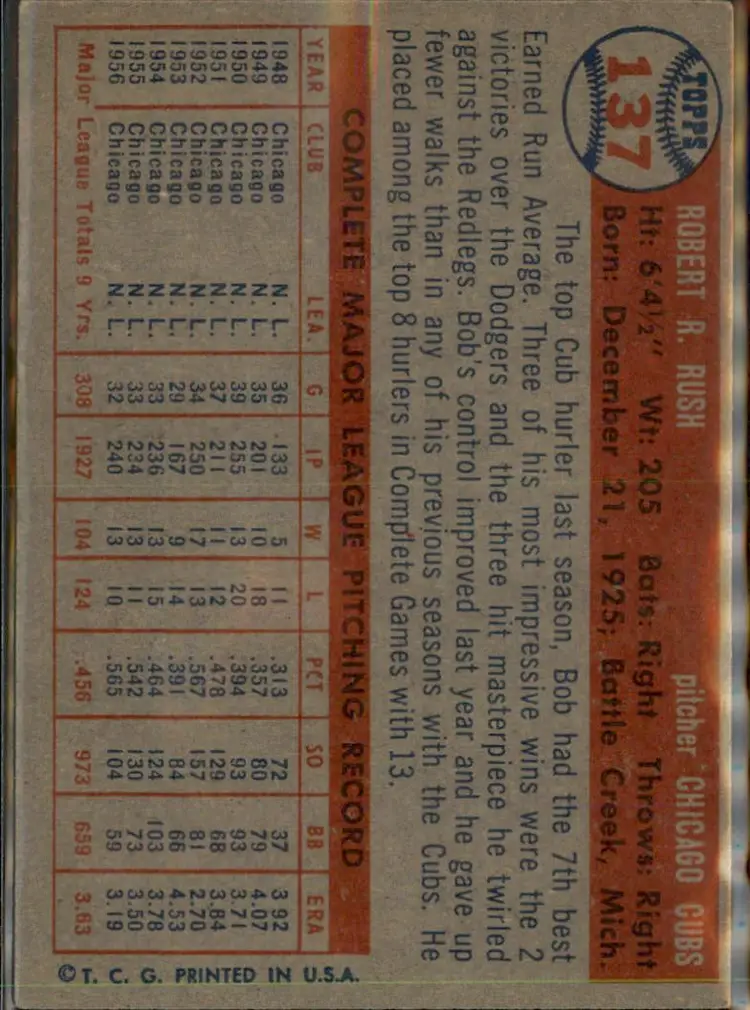 TOPPS
137
ROBERT R. RUSH pitcher CHICAGO CUBS
Ht: 6'4½" Wt: 205 Bats: Right Throws: Right
Born: December 21, 1925; Battle Creek, Mich.
The top Cub hurler last season, Bob had the 7th best
Earned Run Average. Three of his most impressive wins were the 2
victories over the Dodgers and the three hit masterpiece he twirled
against the Redlegs. Bob's control improved last year and he gave up
fewer walks than in any of his previous seasons with the Cubs. He
placed among the top 8 hurlers in Complete Games with 13.
COMPLETE MAJOR LEAGUE PITCHING RECORD
YEAR CLUB LEA. G IP W L PCT SO BB ERA
1948 Chicago N. L. 36 133 5 11 .313 72 37 3.92
1949 Chicago N. L. 35 201 10 18 .357 80 79 4.07
1950 Chicago N. L. 39 255 13 20 .394 93 93 3.71
1951 Chicago N. L. 37 211 11 12 .478 129 68 3.84
1952 Chicago N. L. 34 250 17 13 .567 157 81 2.70
1953 Chicago N. L. 29 167 9 14 .391 84 66 4.53
1954 Chicago N. L. 33 236 13 15 .464 124 103 3.78
1955 Chicago N. L. 33 234 13 11 .542 130 73 3.50
1956 Chicago N. L. 32 240 13 10 .565 104 59 3.19
Major League Totals 9 Yrs. 308 1927 104 124 .456 973 659 3.63
© T. C. G. PRINTED IN U.S.A.